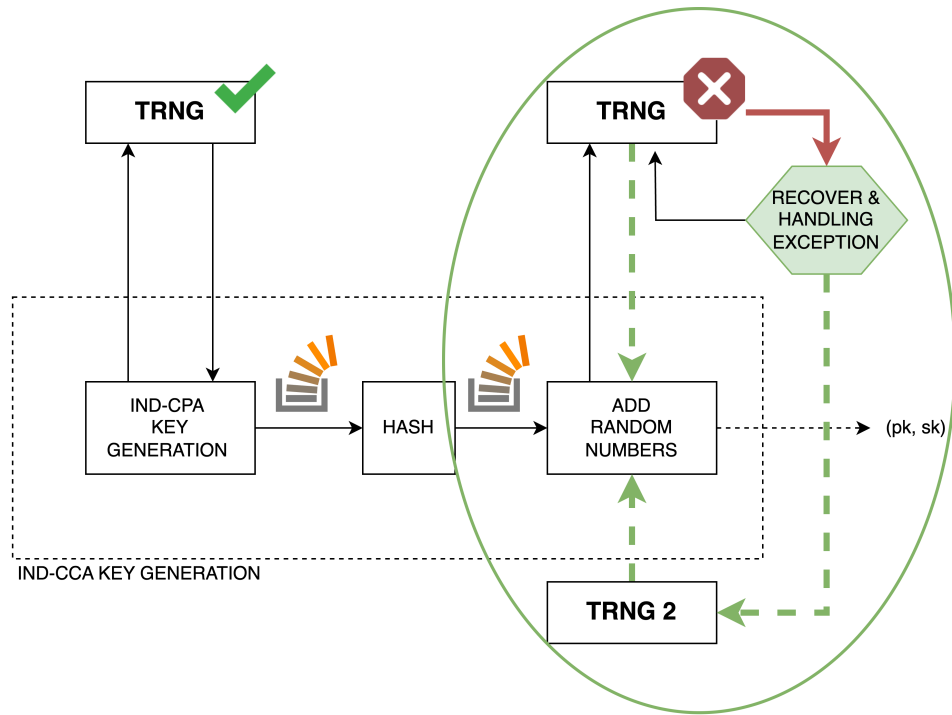 TRNG
TRNG
RECOVER &
HANDLING
EXCEPTION
IND-CPA
KEY
GENERATION
HASH
ADD
RANDOM
NUMBERS
(pk, sk)
IND-CCA KEY GENERATION
TRNG 2